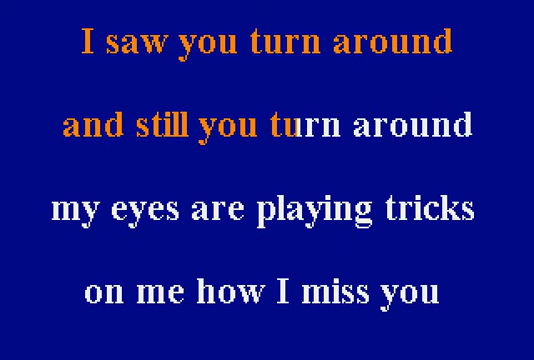 I saw you turn around
and still you turn around
my eyes are playing tricks
on me how I miss you